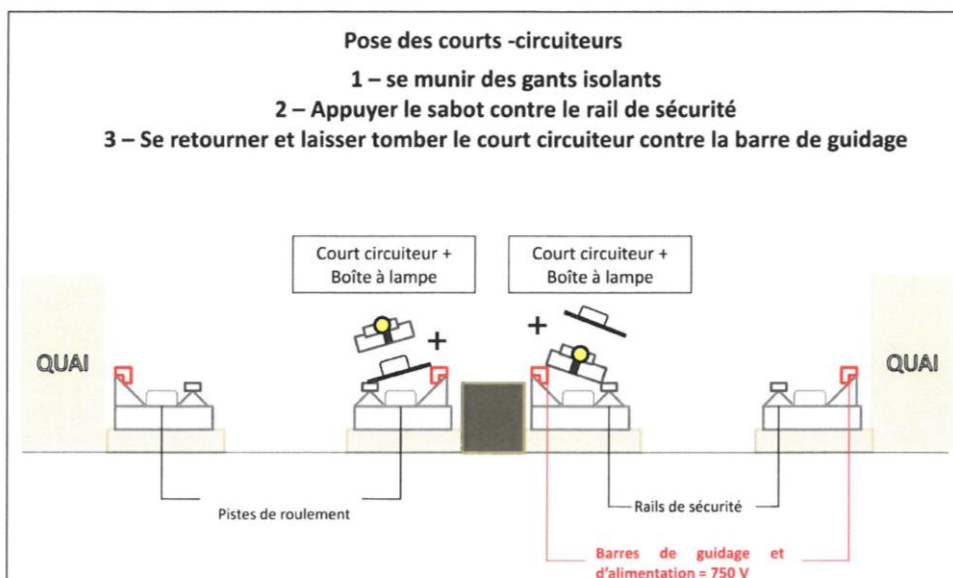 Pose des courts -circuiteurs
1 – se munir des gants isolants
2 – Appuyer le sabot contre le rail de sécurité
3 – Se retourner et laisser tomber le court circuiteur contre la barre de guidage
Court circuiteur +
Boîte à lampe
Court circuiteur +
Boîte à lampe
+
+
QUAI
QUAI
Pistes de roulement
Rails de sécurité
Barres de guidage et
d'alimentation = 750 V